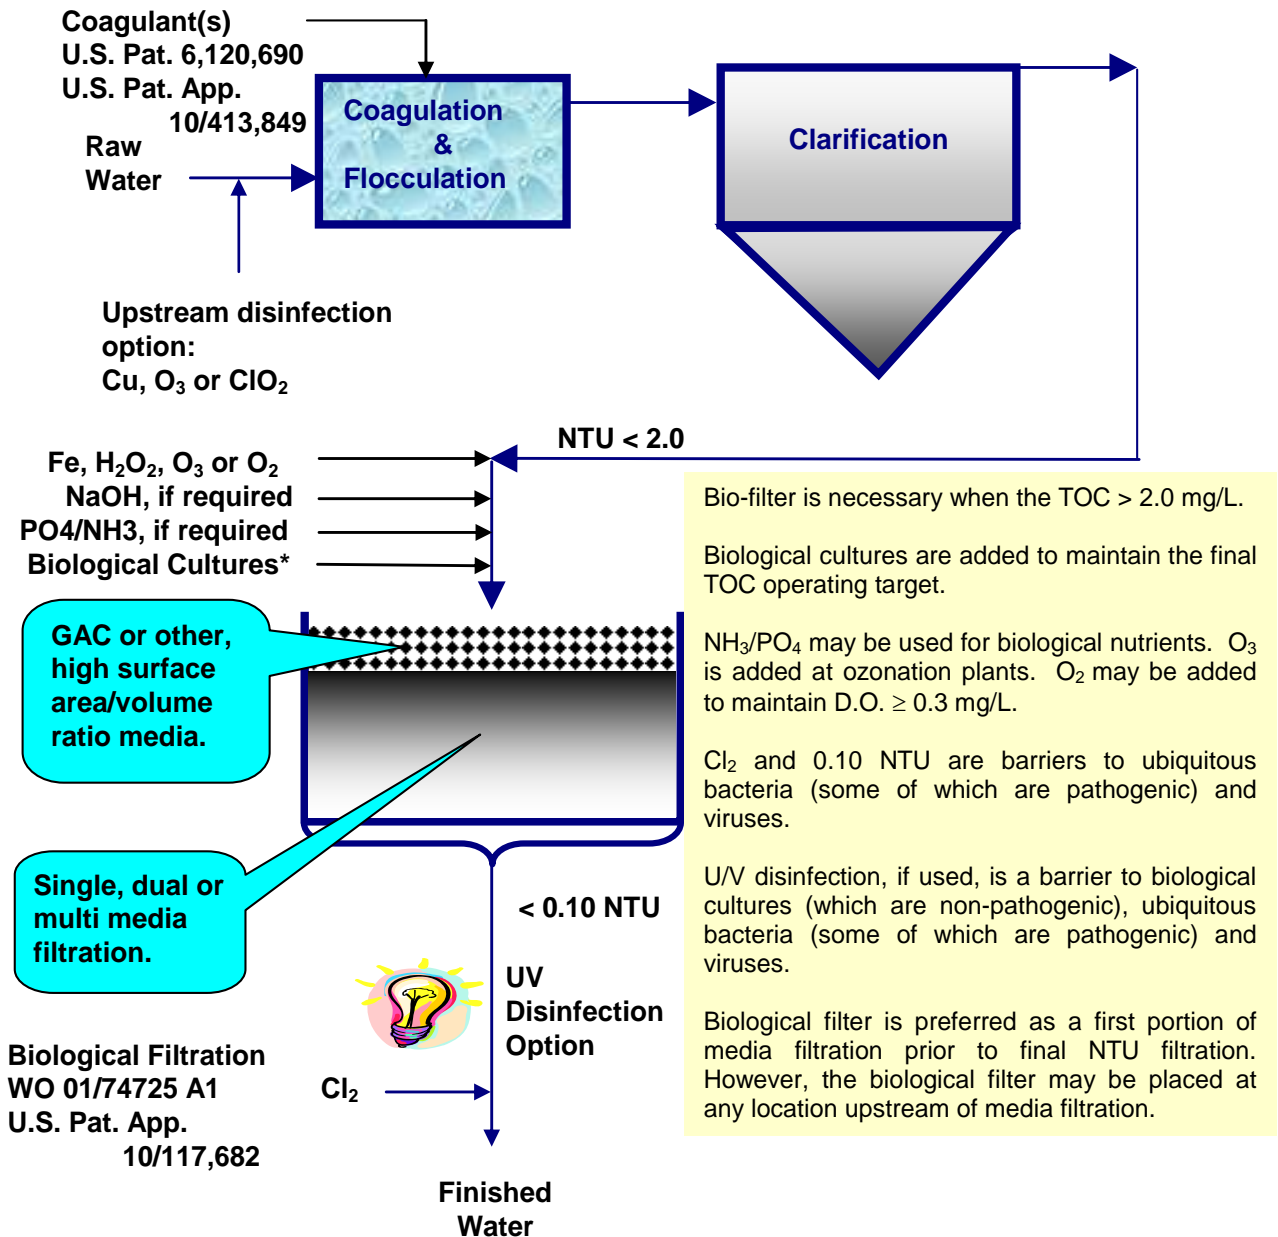 Coagulant(s)
U.S. Pat. 6,120,690
U.S. Pat. App.
10/413,849
Raw
Water
Coagulation
&
Flocculation
Clarification
Upstream disinfection
option:
Cu, O₃ or ClO₂
NTU < 2.0
Fe, H₂O₂, O₃ or O₂
NaOH, if required
PO4/NH3, if required
Biological Cultures*
GAC or other,
high surface
area/volume
ratio media.
Single, dual or
multi media
filtration.
< 0.10 NTU
UV
Disinfection
Option
Cl₂
Biological Filtration
WO 01/74725 A1
U.S. Pat. App.
10/117,682
Finished
Water
Bio-filter is necessary when the TOC > 2.0 mg/L.
Biological cultures are added to maintain the final
TOC operating target.
NH₃/PO₄ may be used for biological nutrients. O₃
is added at ozonation plants. O₂ may be added
to maintain D.O. ≥ 0.3 mg/L.
Cl₂ and 0.10 NTU are barriers to ubiquitous
bacteria (some of which are pathogenic) and
viruses.
U/V disinfection, if used, is a barrier to biological
cultures (which are non-pathogenic), ubiquitous
bacteria (some of which are pathogenic) and
viruses.
Biological filter is preferred as a first portion of
media filtration prior to final NTU filtration.
However, the biological filter may be placed at
any location upstream of media filtration.